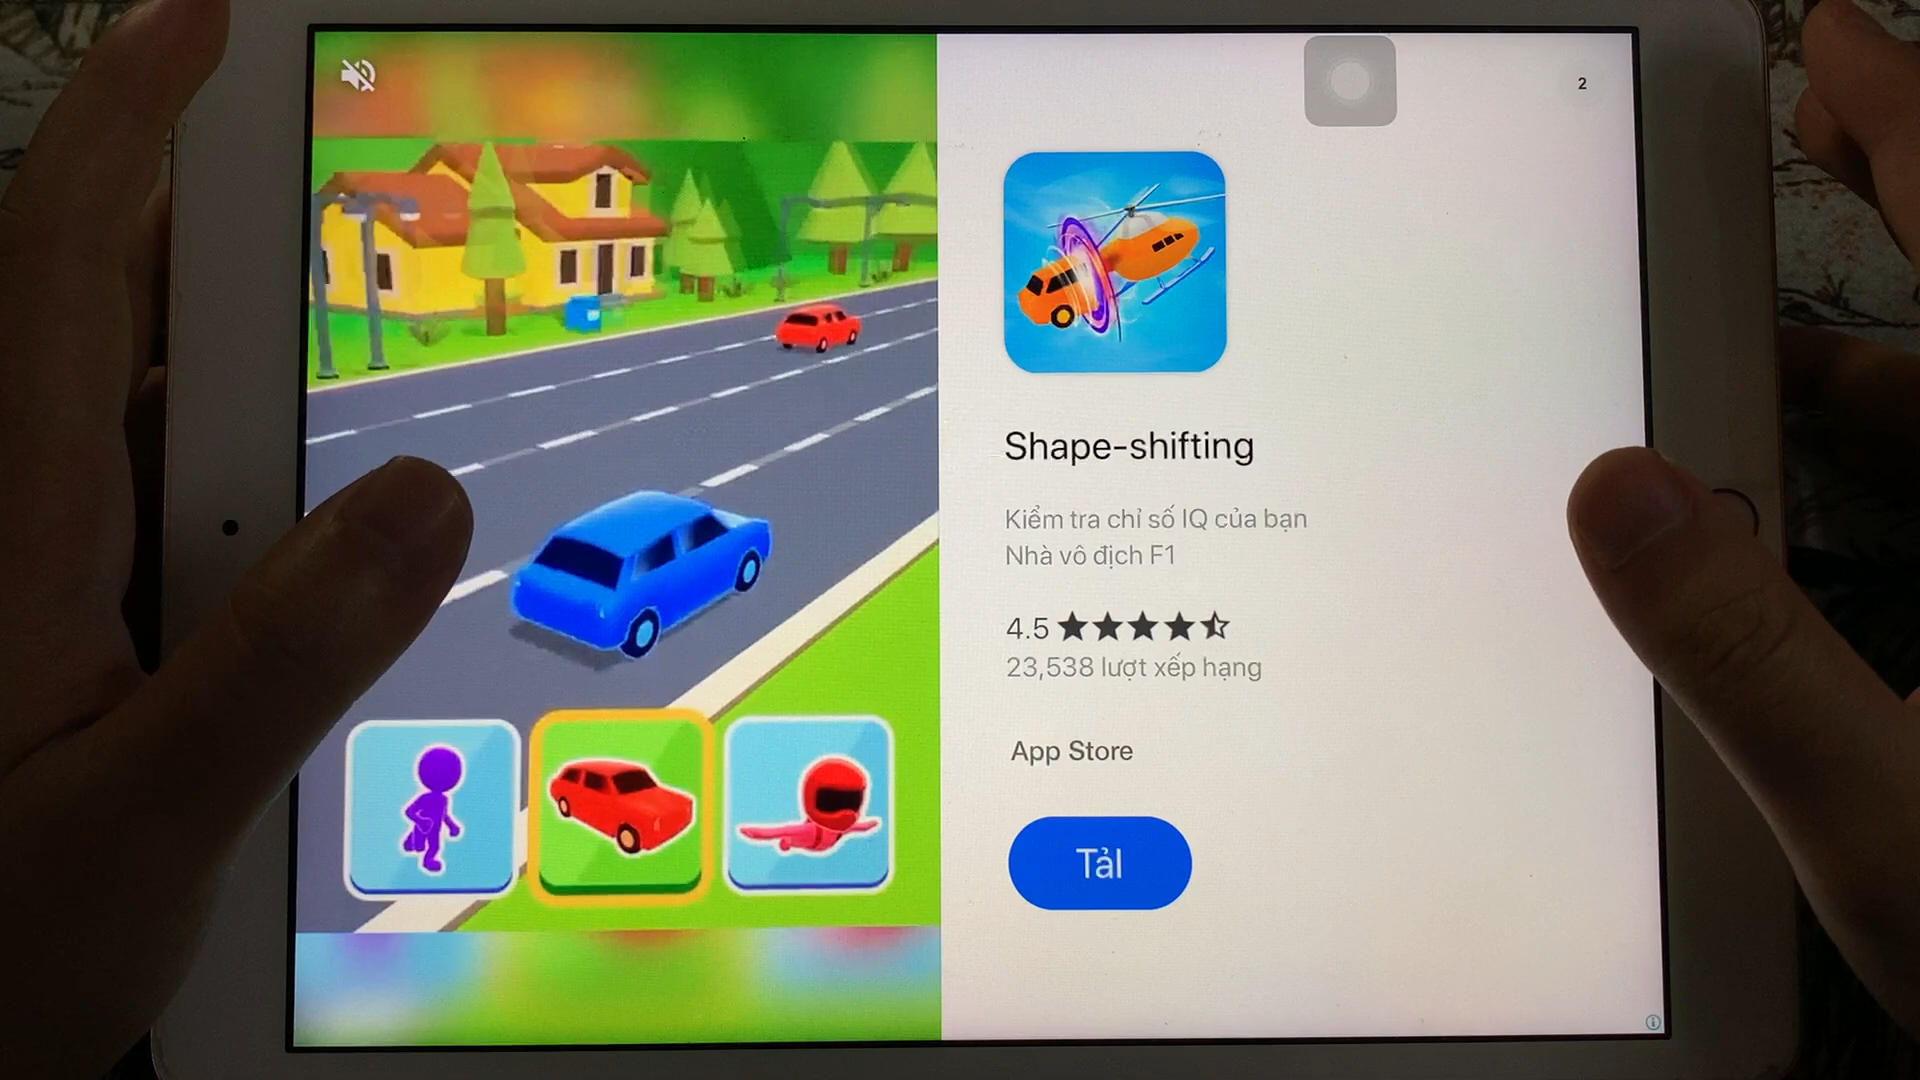 2
Shape-shifting
Kiểm tra chỉ số IQ của bạn
Nhà vô địch F1
4.5
23,538 lượt xếp hạng
App Store
Tải